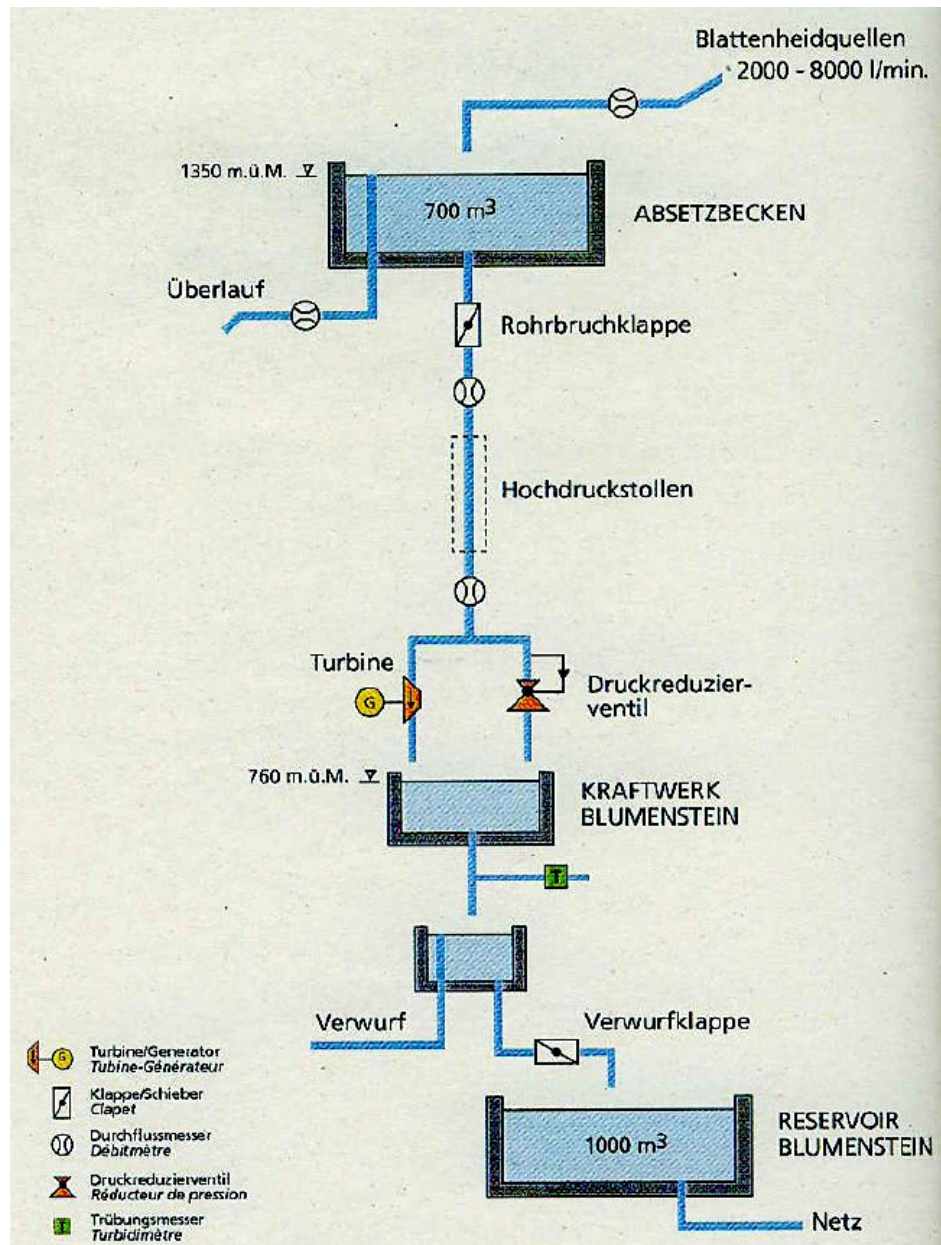 Blattenheidquellen
2000 - 8000 l/min.
1350 m.ü.M.
700 m³
ABSETZBECKEN
Überlauf
Rohrbruchklappe
Hochdruckstollen
Turbine
G
Druckreduzier-
ventil
760 m.ü.M.
KRAFTWERK
BLUMENSTEIN
T
Verwurf
Verwurfklappe
1000 m³
RESERVOIR
BLUMENSTEIN
Netz
G
Turbine/Generator
Tubine-Générateur
Klappe/Schieber
Clapet
Durchflussmesser
Débitmètre
Druckreduzierventil
Réducteur de pression
T
Trübungsmesser
Turbidimètre